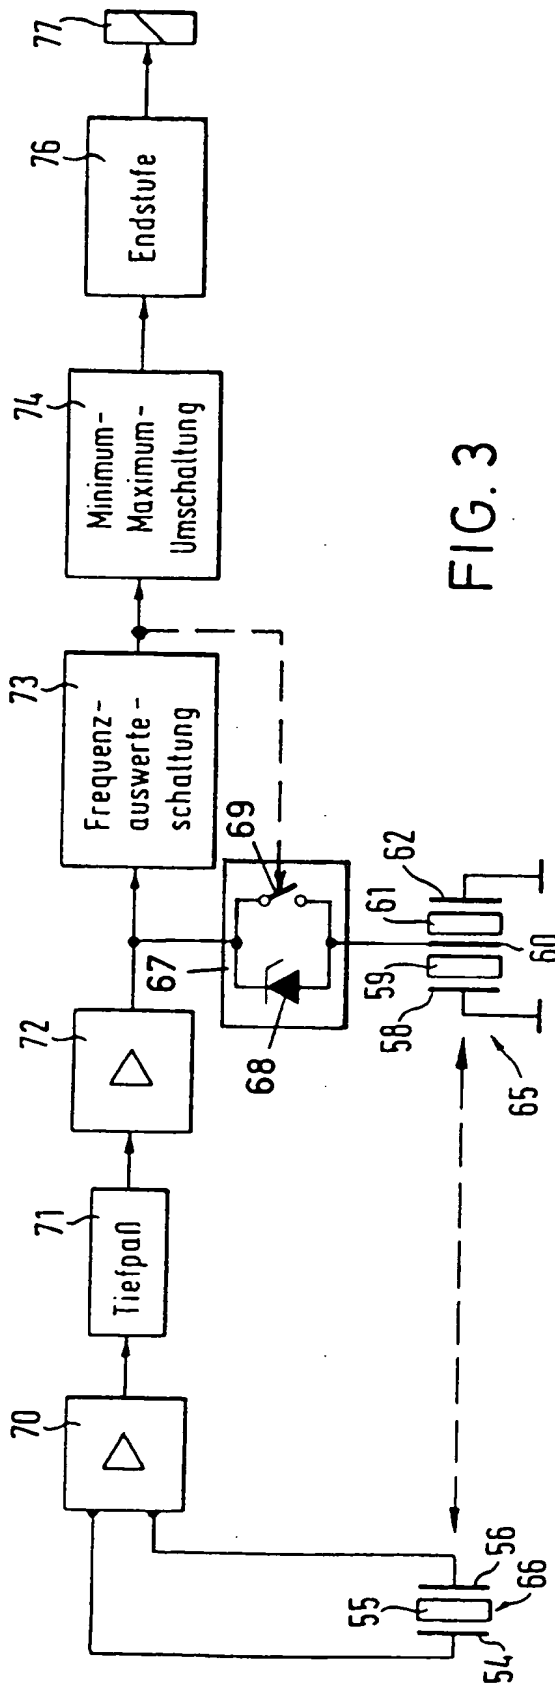 70
71
72
73
74
76
77
Tiefpaß
Frequenz-
auswerte-
schaltung
Minimum-
Maximum-
Umschaltung
Endstufe
67
69
68
55
56
54
66
58
59
60
61
62
65
FIG. 3